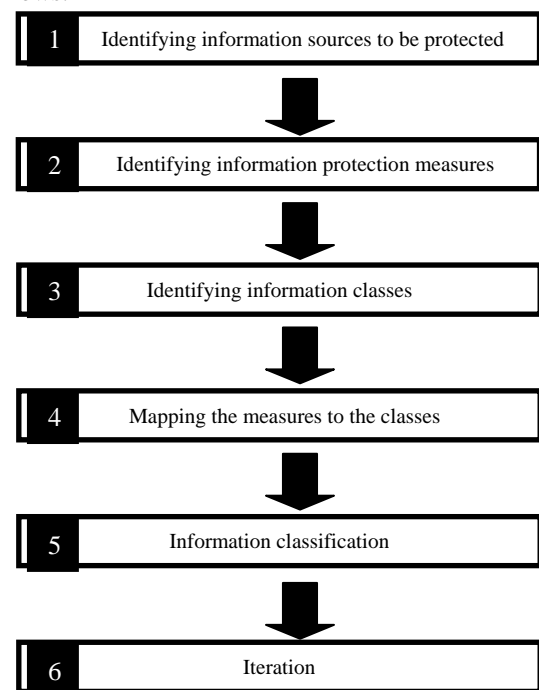 1 Identifying information sources to be protected
2 Identifying information protection measures
3 Identifying information classes
4 Mapping the measures to the classes
5 Information classification
6 Iteration